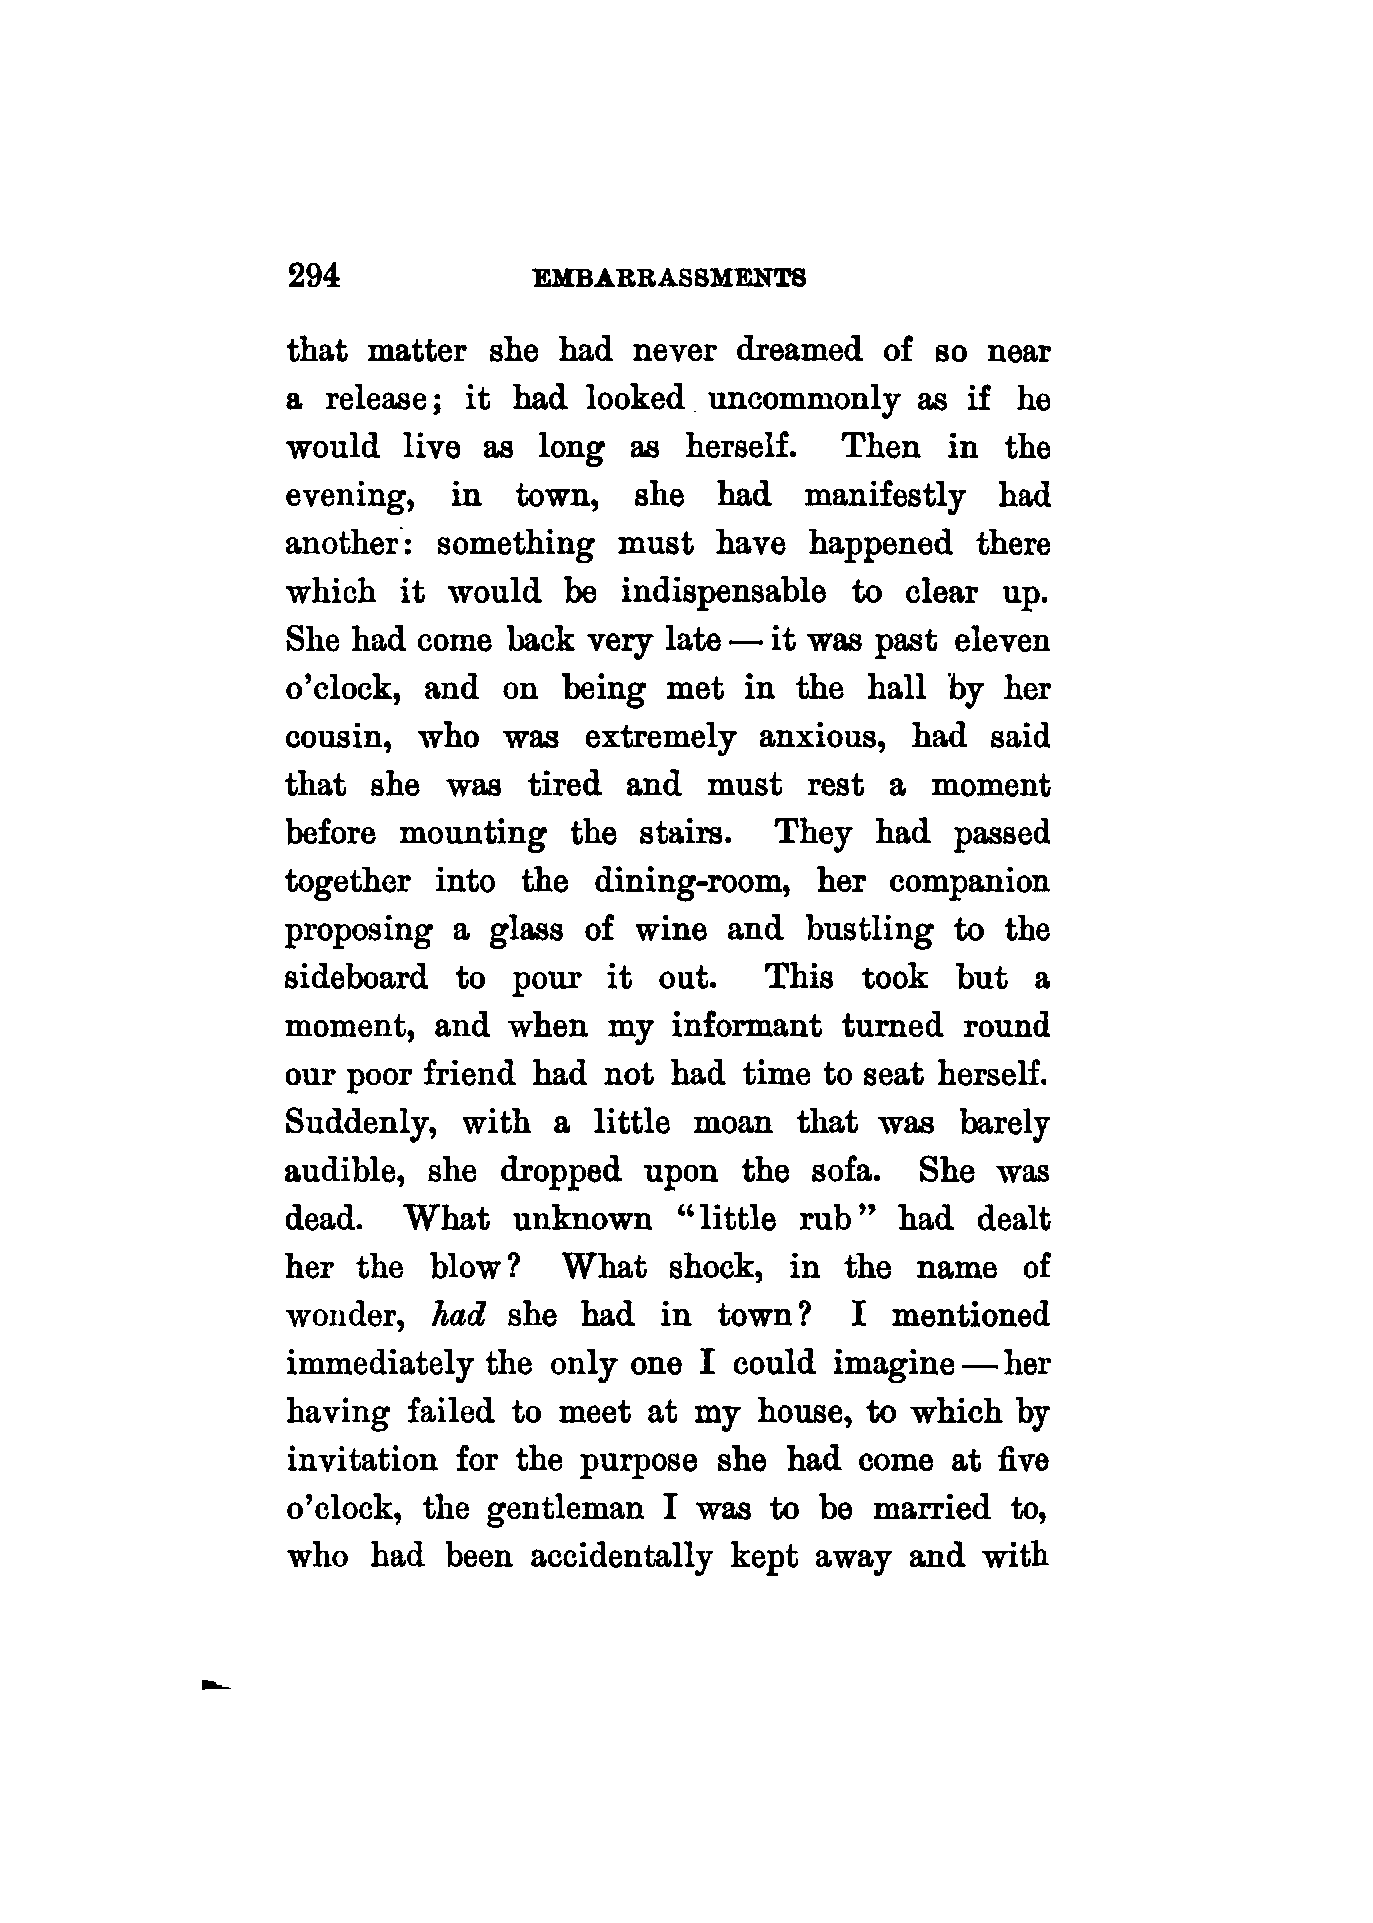 294 EMBARRASSMENTS
that matter she had never dreamed of so near
a release; it had looked uncommonly as if he
would live as long as herself. Then in the
evening, in town, she had manifestly had
another: something must have happened there
which it would be indispensable to clear up.
She had come back very late — it was past eleven
o'clock, and on being met in the hall by her
cousin, who was extremely anxious, had said
that she was tired and must rest a moment
before mounting the stairs. They had passed
together into the dining-room, her companion
proposing a glass of wine and bustling to the
sideboard to pour it out. This took but a
moment, and when my informant turned round
our poor friend had not had time to seat herself.
Suddenly, with a little moan that was barely
audible, she dropped upon the sofa. She was
dead. What unknown “little rub” had dealt
her the blow? What shock, in the name of
wonder, had she had in town? I mentioned
immediately the only one I could imagine — her
having failed to meet at my house, to which by
invitation for the purpose she had come at five
o'clock, the gentleman I was to be married to,
who had been accidentally kept away and with